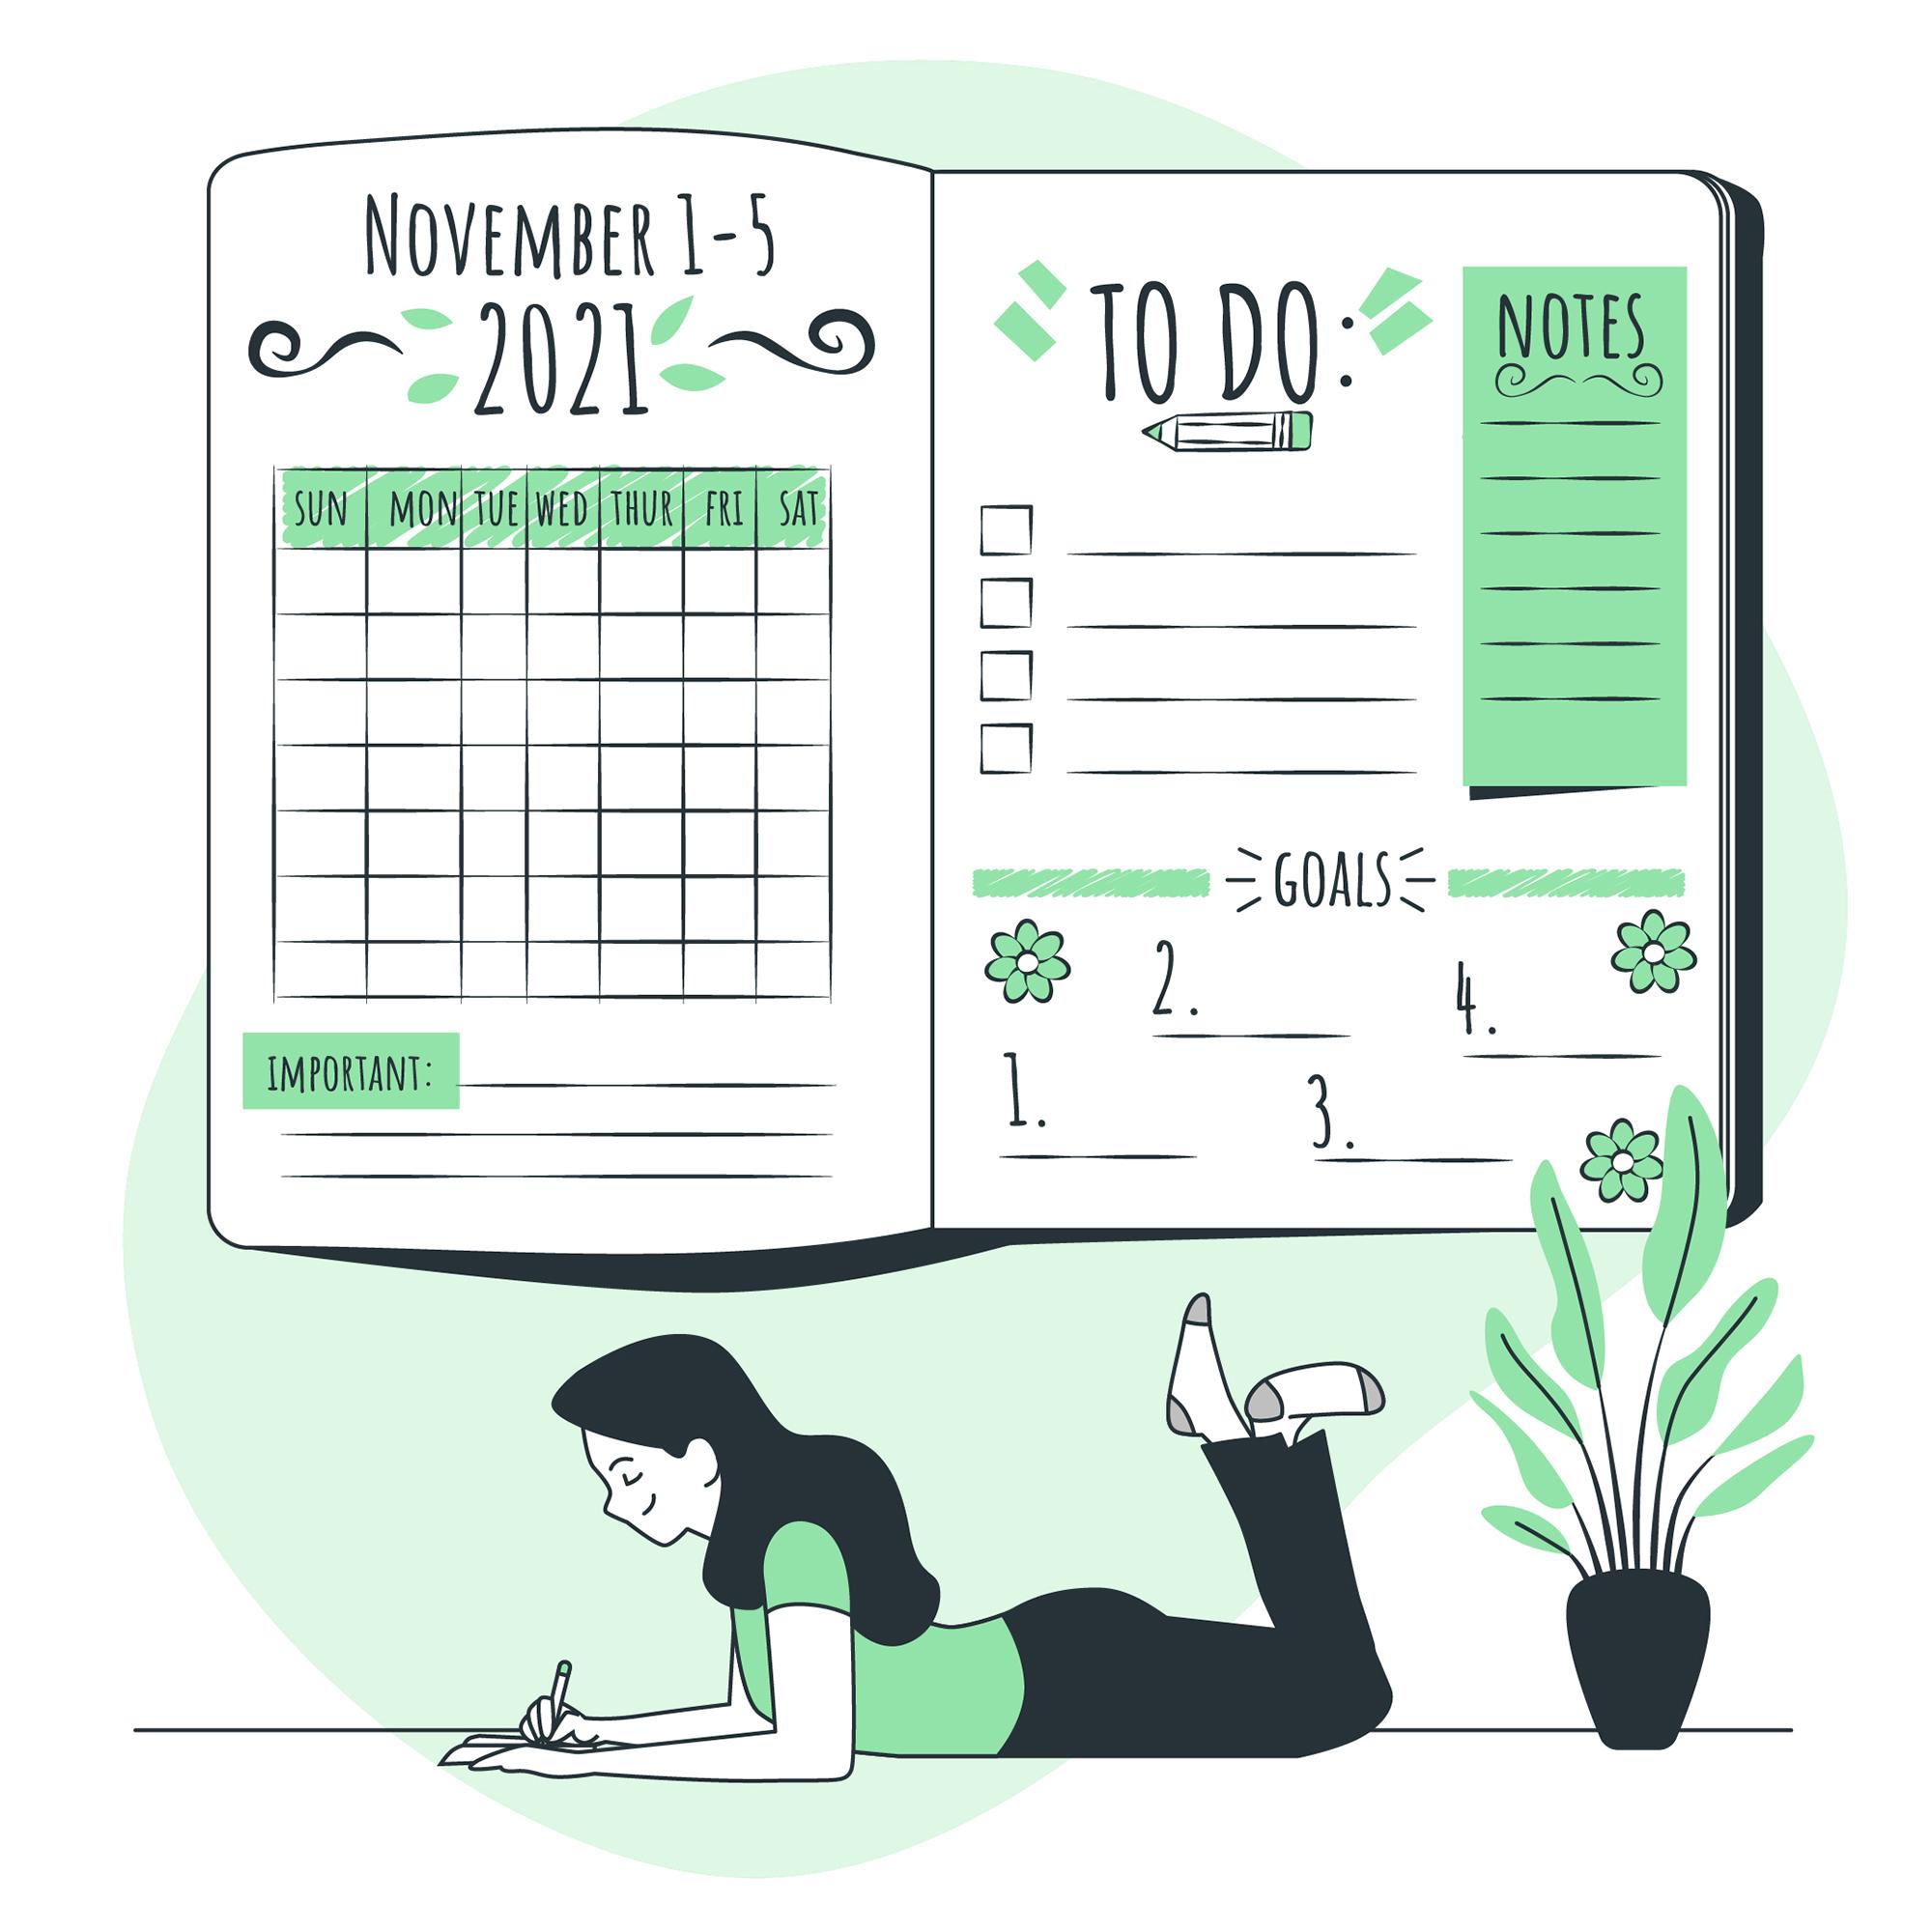 NOVEMBER 1-5
2021
SUN MON TUE WED THUR FRI SAT
IMPORTANT:
TO DO:
NOTES
GOALS
1.
2.
3.
4.